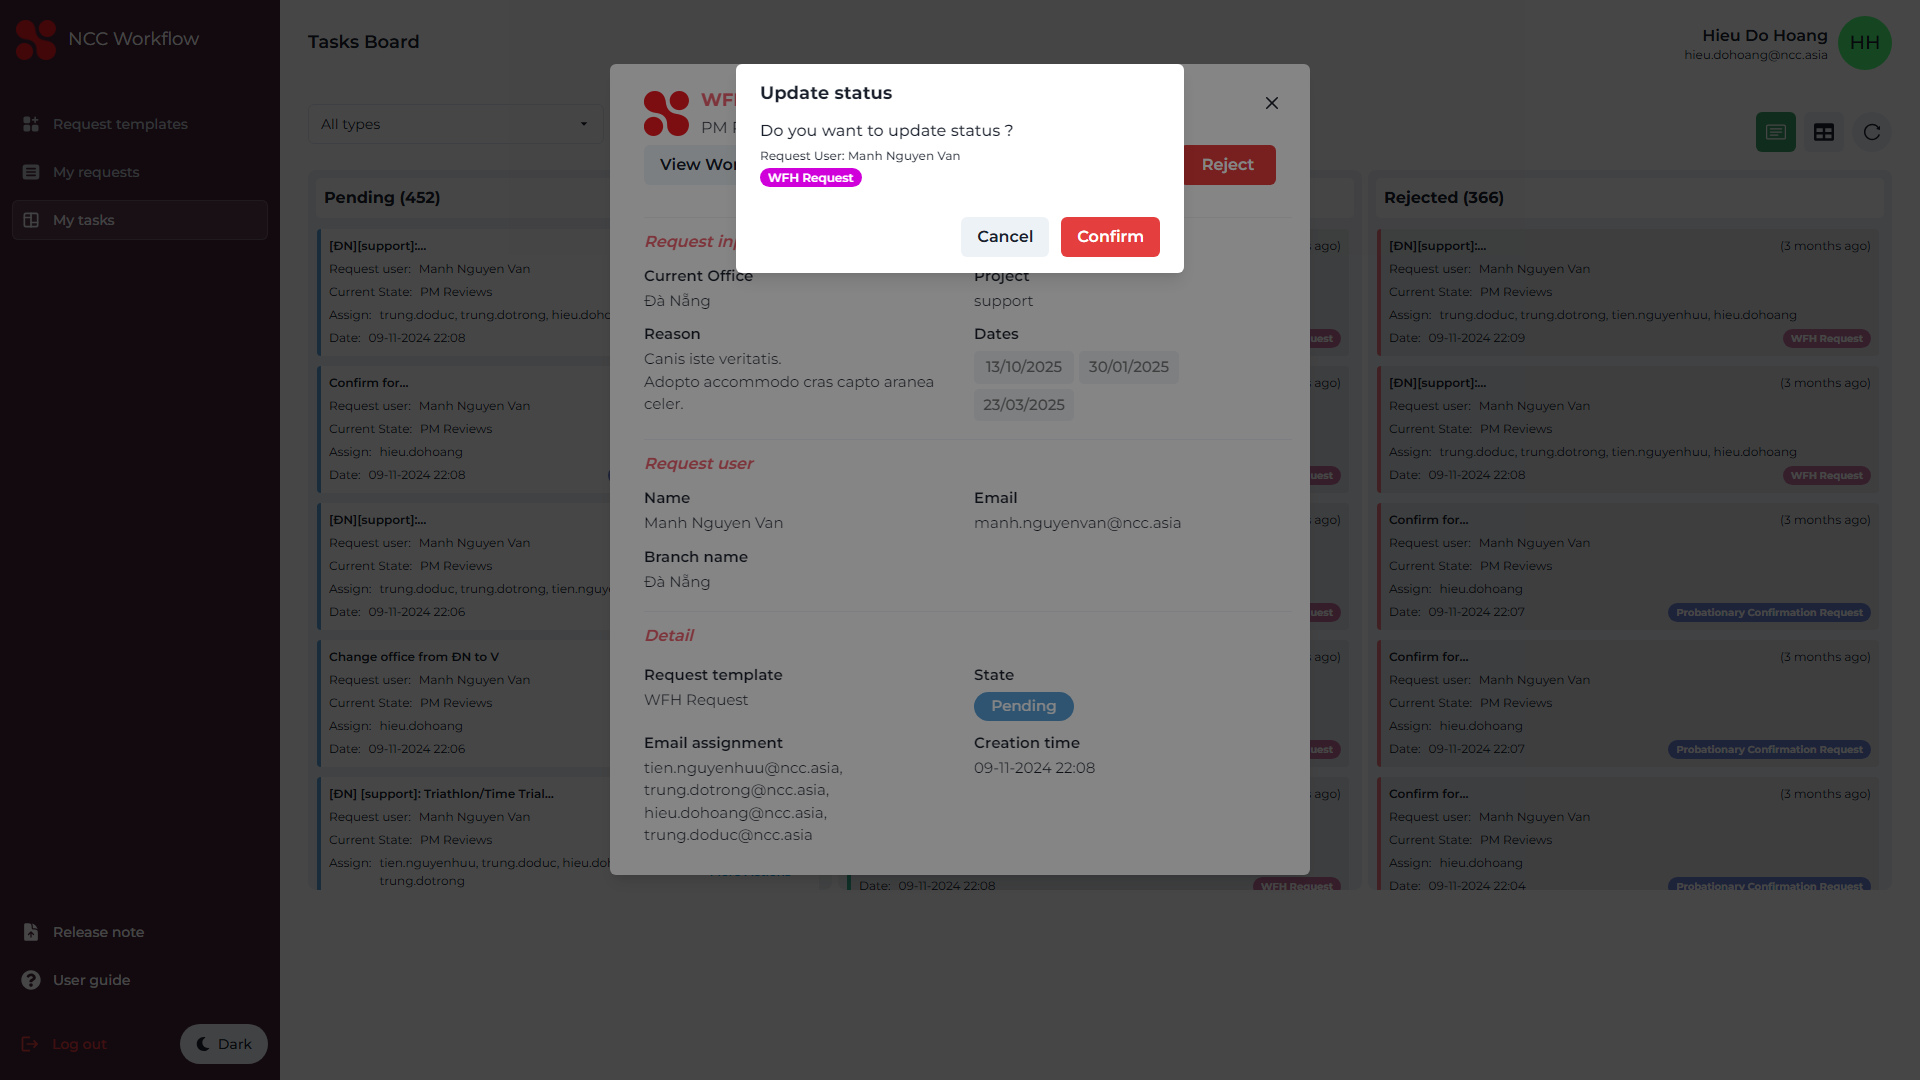 NCC Workflow
Request templates
My requests
My tasks
Release note
User guide
Log out
Dark
Tasks Board
Hieu Do Hoang
hieu.dohoang@ncc.asia
HH
All types
Update status
Do you want to update status ?
Request User: Manh Nguyen Van
WFH Request
Cancel
Confirm
PM
Reject
Request
Current Office
Đà Nẵng
Project
support
Reason
Canis iste veritatis.
Adopto accommodo cras capto aranea
celer.
Dates
13/10/2025
30/01/2025
23/03/2025
Request user
Name
Manh Nguyen Van
Email
manh.nguyenvan@ncc.asia
Branch name
Đà Nẵng
Detail
Request template
WFH Request
State
Pending
Email assignment
tien.nguyenhuu@ncc.asia,
trung.dotrong@ncc.asia,
hieu.dohoang@ncc.asia,
trung.doduc@ncc.asia
Creation time
09-11-2024 22:08
Pending (452)
[ĐN][support]:...
Request user: Manh Nguyen Van
Current State: PM Reviews
Assign: trung.doduc, trung.dotrong,
Date: 09-11-2024 22:08
Confirm for...
Request user: Manh Nguyen Van
Current State: PM Reviews
Assign: hieu.dohoang
Date: 09-11-2024 22:08
[ĐN][support]:...
Request user: Manh Nguyen Van
Current State: PM Reviews
Assign: trung.doduc, trung.dotrong,
Date: 09-11-2024 22:06
Change office from ĐN to V
Request user: Manh Nguyen Van
Current State: PM Reviews
Assign: hieu.dohoang
Date: 09-11-2024 22:06
[ĐN] [support]: Triathlon/Time Trial...
Request user: Manh Nguyen Van
Current State: PM Reviews
Assign: tien.nguyenhuu, trung.doduc,
trung.dotrong
ago)
ago)
ago)
ago)
ago)
Date: 09-11-2024 22:08
WFH Request
Rejected (366)
[ĐN][support]:...
(3 months ago)
Request user: Manh Nguyen Van
Current State: PM Reviews
Assign: trung.doduc, trung.dotrong, tien.nguyenhuu, hieu.dohoang
Date: 09-11-2024 22:09
WFH Request
[ĐN][support]:...
(3 months ago)
Request user: Manh Nguyen Van
Current State: PM Reviews
Assign: trung.doduc, trung.dotrong, tien.nguyenhuu, hieu.dohoang
Date: 09-11-2024 22:08
WFH Request
Confirm for...
(3 months ago)
Request user: Manh Nguyen Van
Current State: PM Reviews
Assign: hieu.dohoang
Date: 09-11-2024 22:07
Probationary Confirmation Request
Confirm for...
(3 months ago)
Request user: Manh Nguyen Van
Current State: PM Reviews
Assign: hieu.dohoang
Date: 09-11-2024 22:07
Probationary Confirmation Request
Confirm for...
(3 months ago)
Request user: Manh Nguyen Van
Current State: PM Reviews
Assign: hieu.dohoang
Date: 09-11-2024 22:04
Probationary Confirmation Request